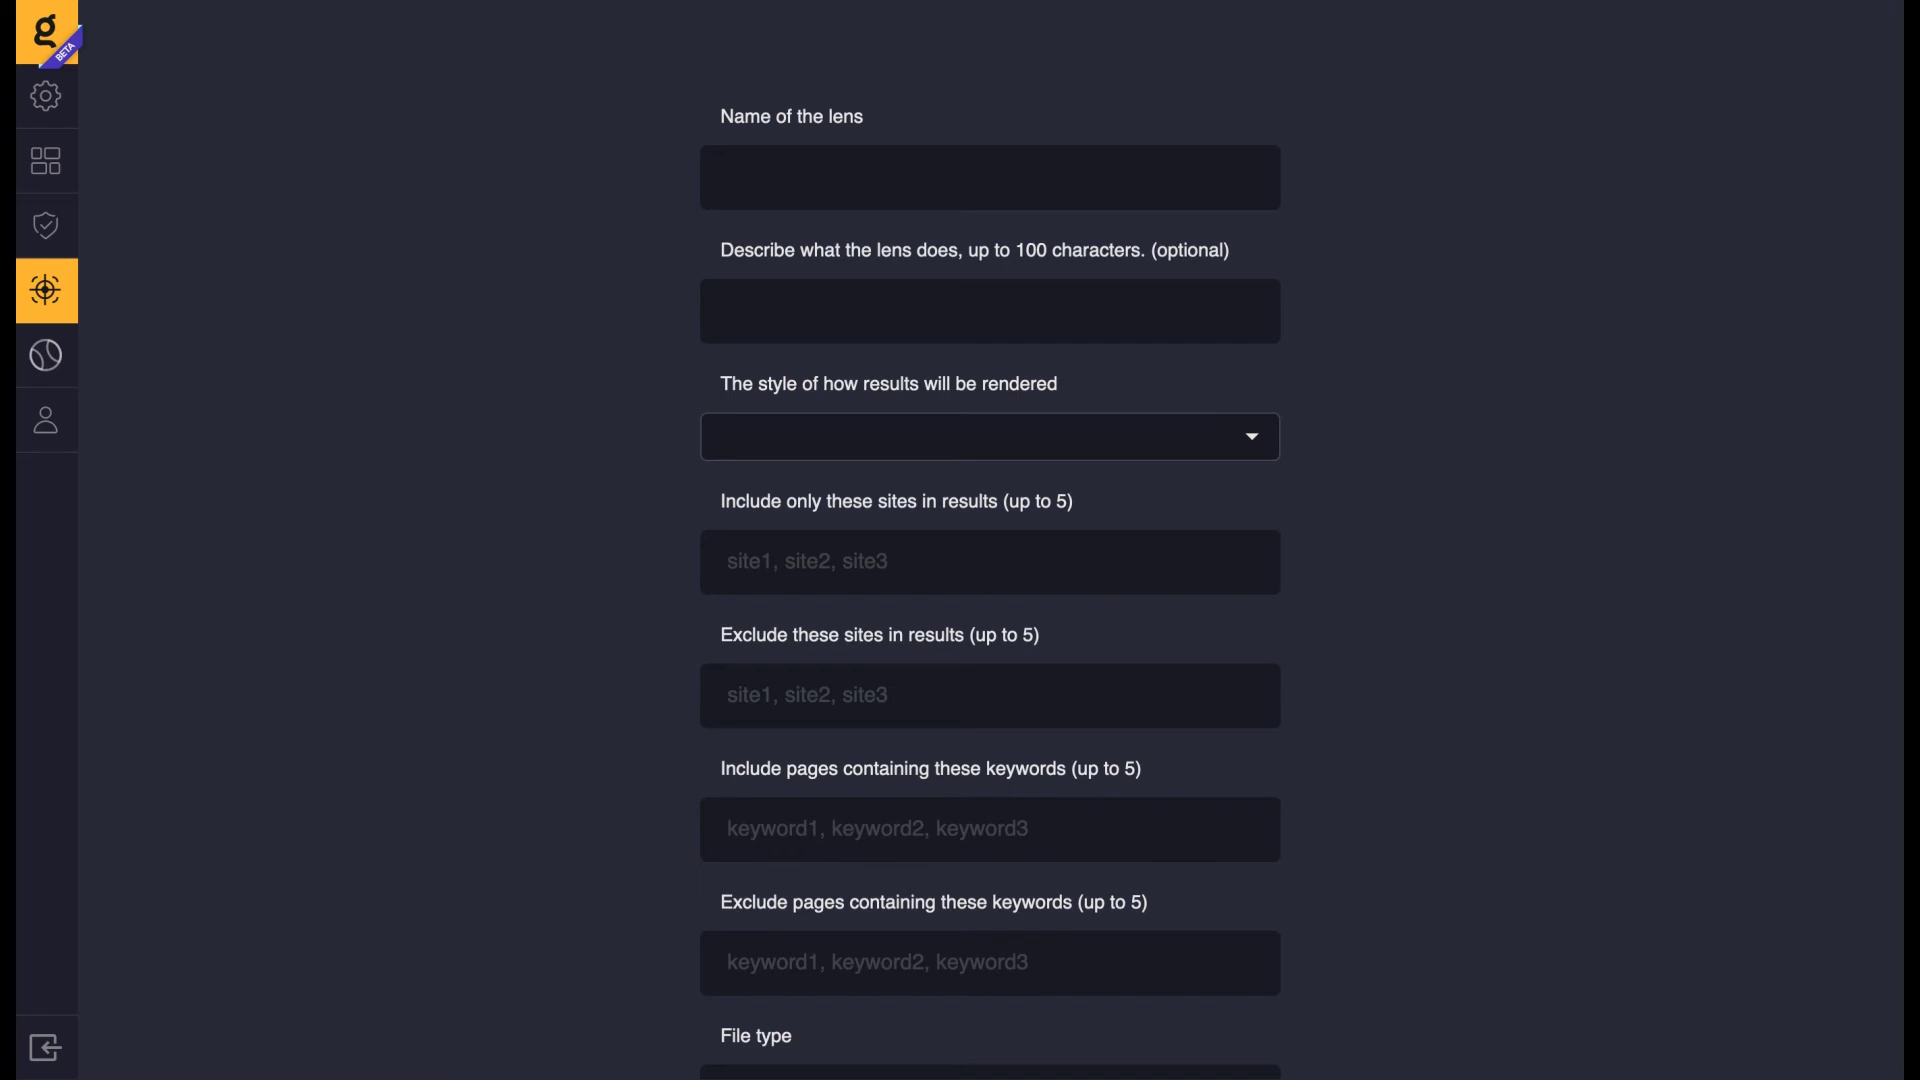 g
BETA
Name of the lens
Describe what the lens does, up to 100 characters. (optional)
The style of how results will be rendered
Include only these sites in results (up to 5)
site1, site2, site3
Exclude these sites in results (up to 5)
site1, site2, site3
Include pages containing these keywords (up to 5)
keyword1, keyword2, keyword3
Exclude pages containing these keywords (up to 5)
keyword1, keyword2, keyword3
File type